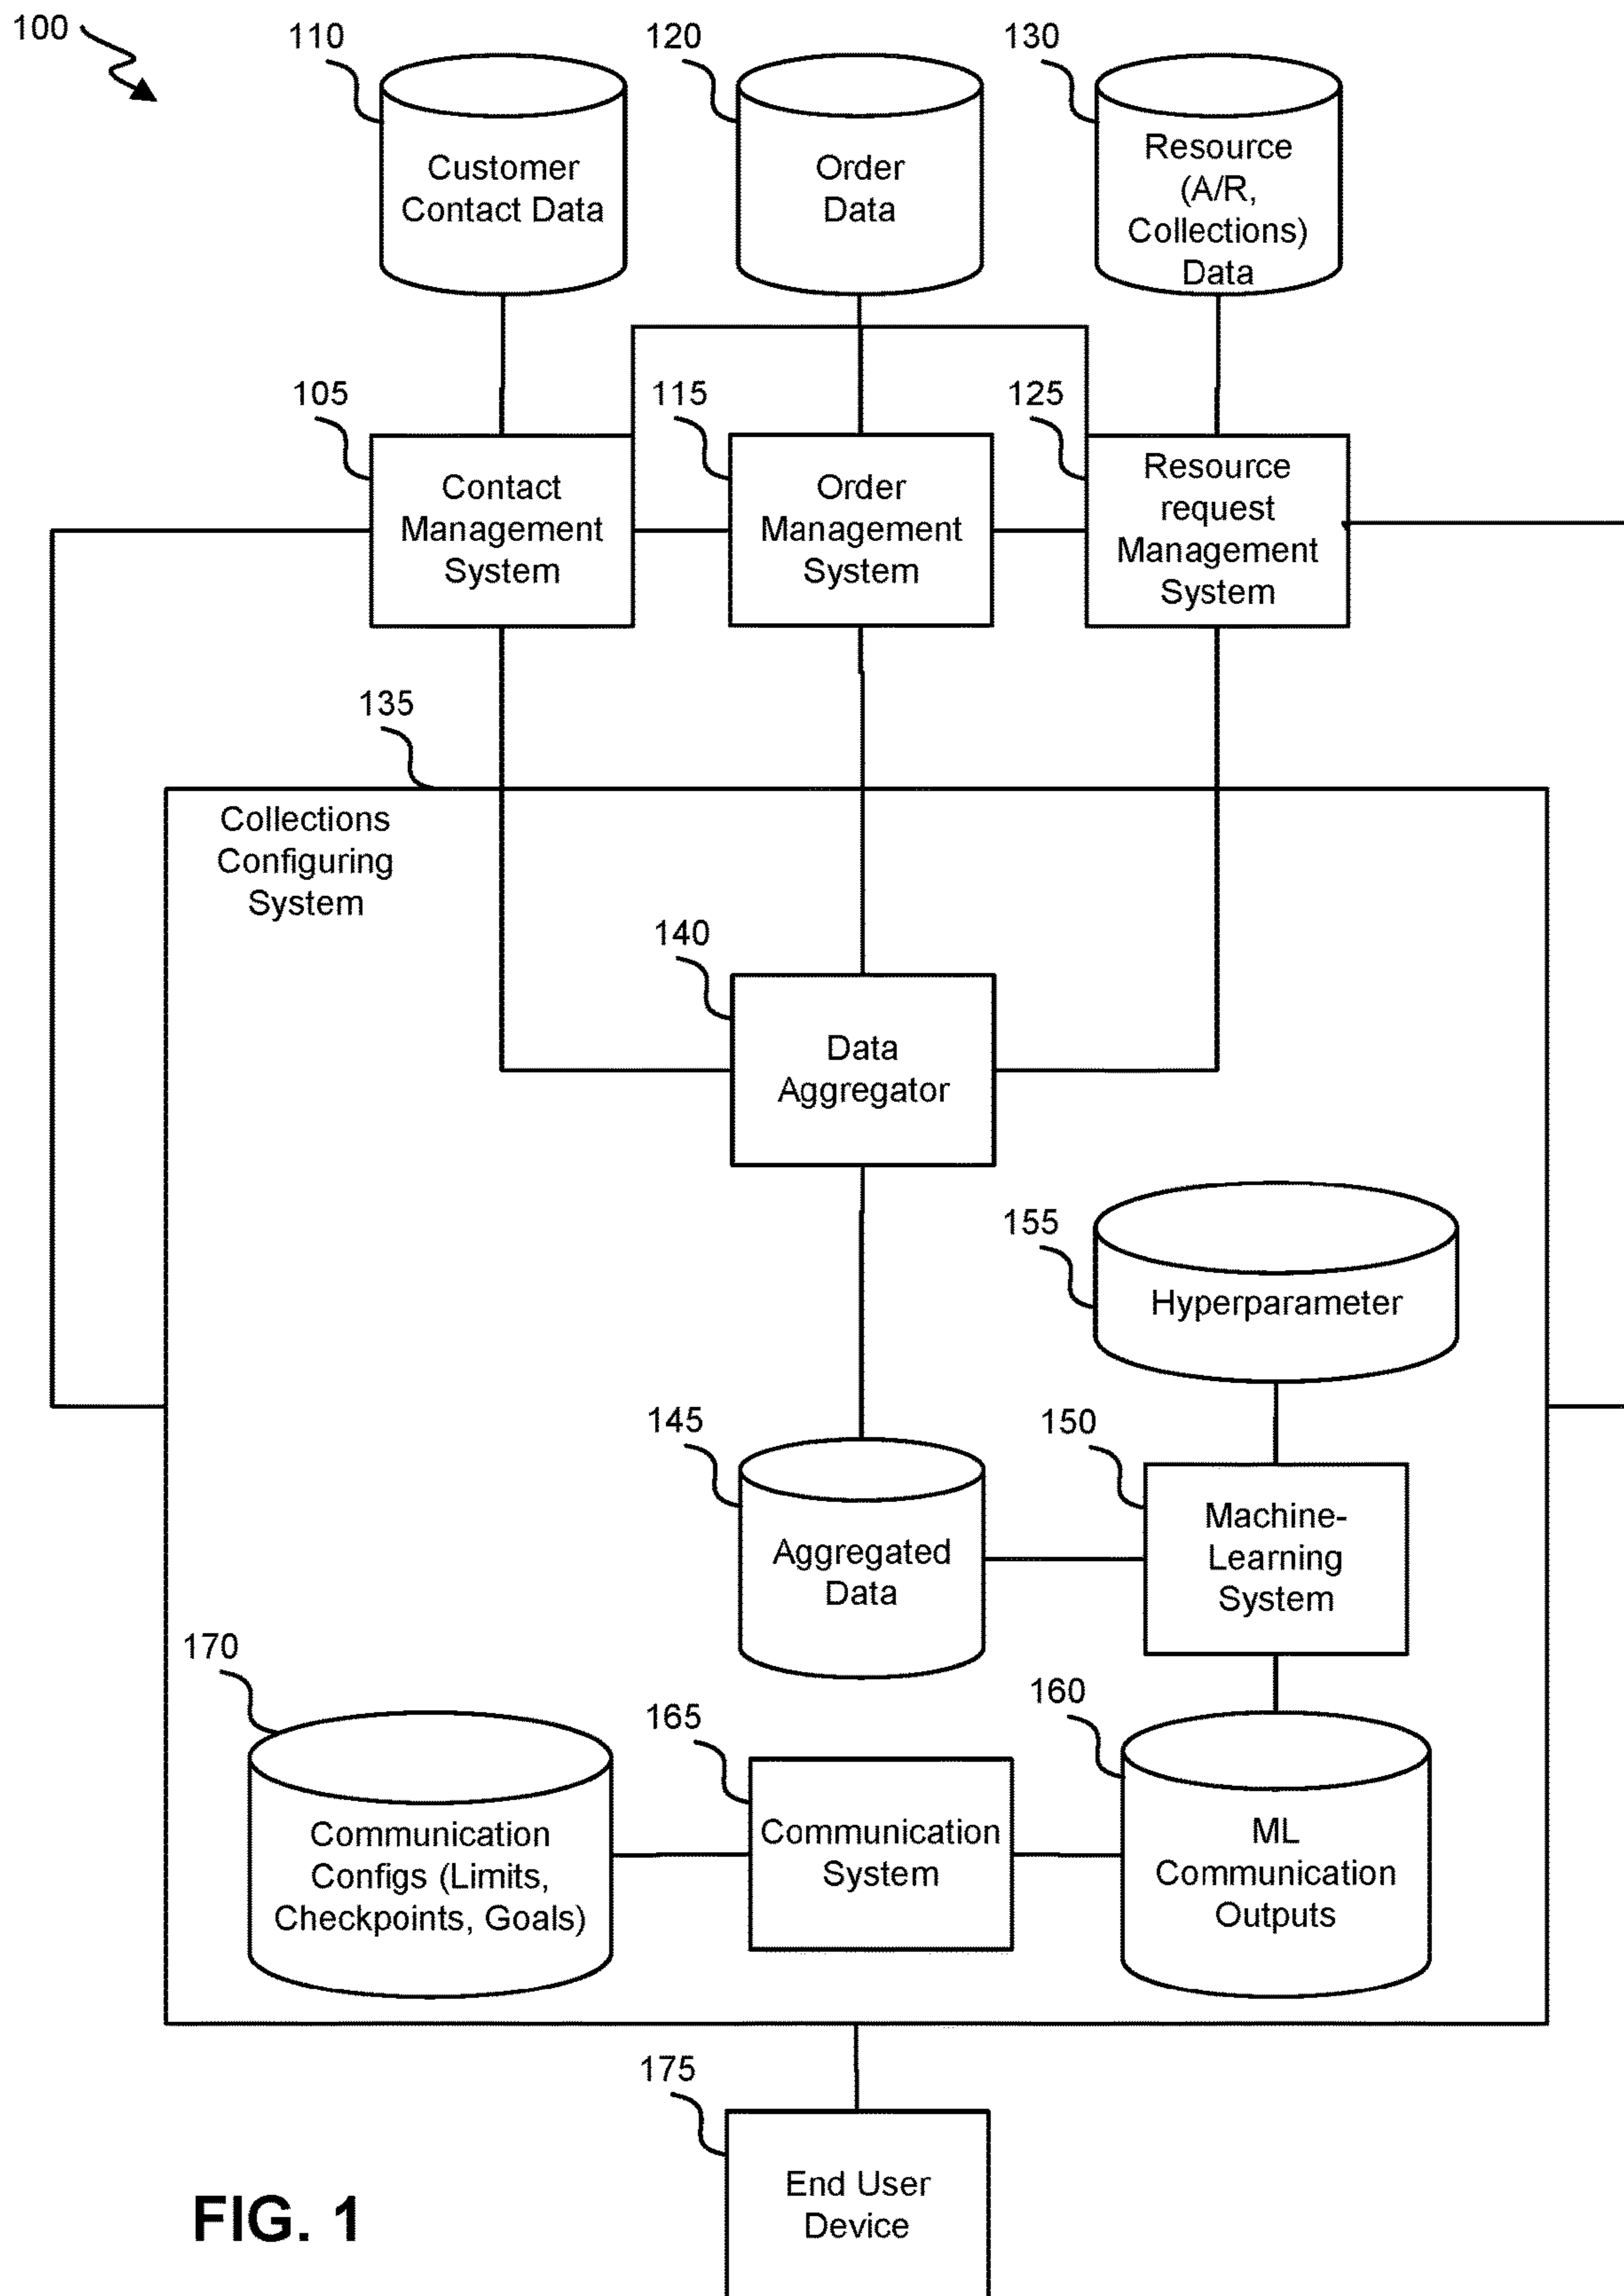 100
110
120
130
Customer
Contact Data
Order
Data
Resource
(A/R,
Collections)
Data
105
115
125
Contact
Management
System
Order
Management
System
Resource
request
Management
System
135
Collections
Configuring
System
140
Data
Aggregator
155
Hyperparameter
145
150
Aggregated
Data
Machine-
Learning
System
170
165
160
Communication
Configs (Limits,
Checkpoints, Goals)
Communication
System
ML
Communication
Outputs
175
End User
Device
FIG. 1